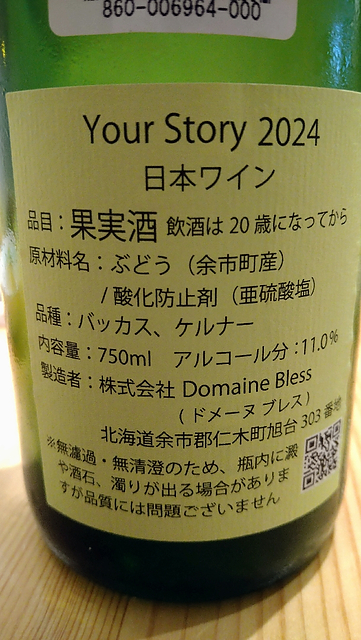 860-006964-000
Your Story 2024
日本ワイン
品目：果実酒 飲酒は20歳になってから
原材料名：ぶどう（余市町産）
/ 酸化防止剤（亜硫酸塩）
品種：バッカス、ケルナー
内容量：750ml アルコール分：11.0%
製造者：株式会社 Domaine Bless
（ドメーヌ ブレス）
北海道余市郡仁木町旭台303番地
※無濾過・無清澄のため、瓶内に澱
や酒石、濁りが出る場合がありま
すが品質には問題ございません